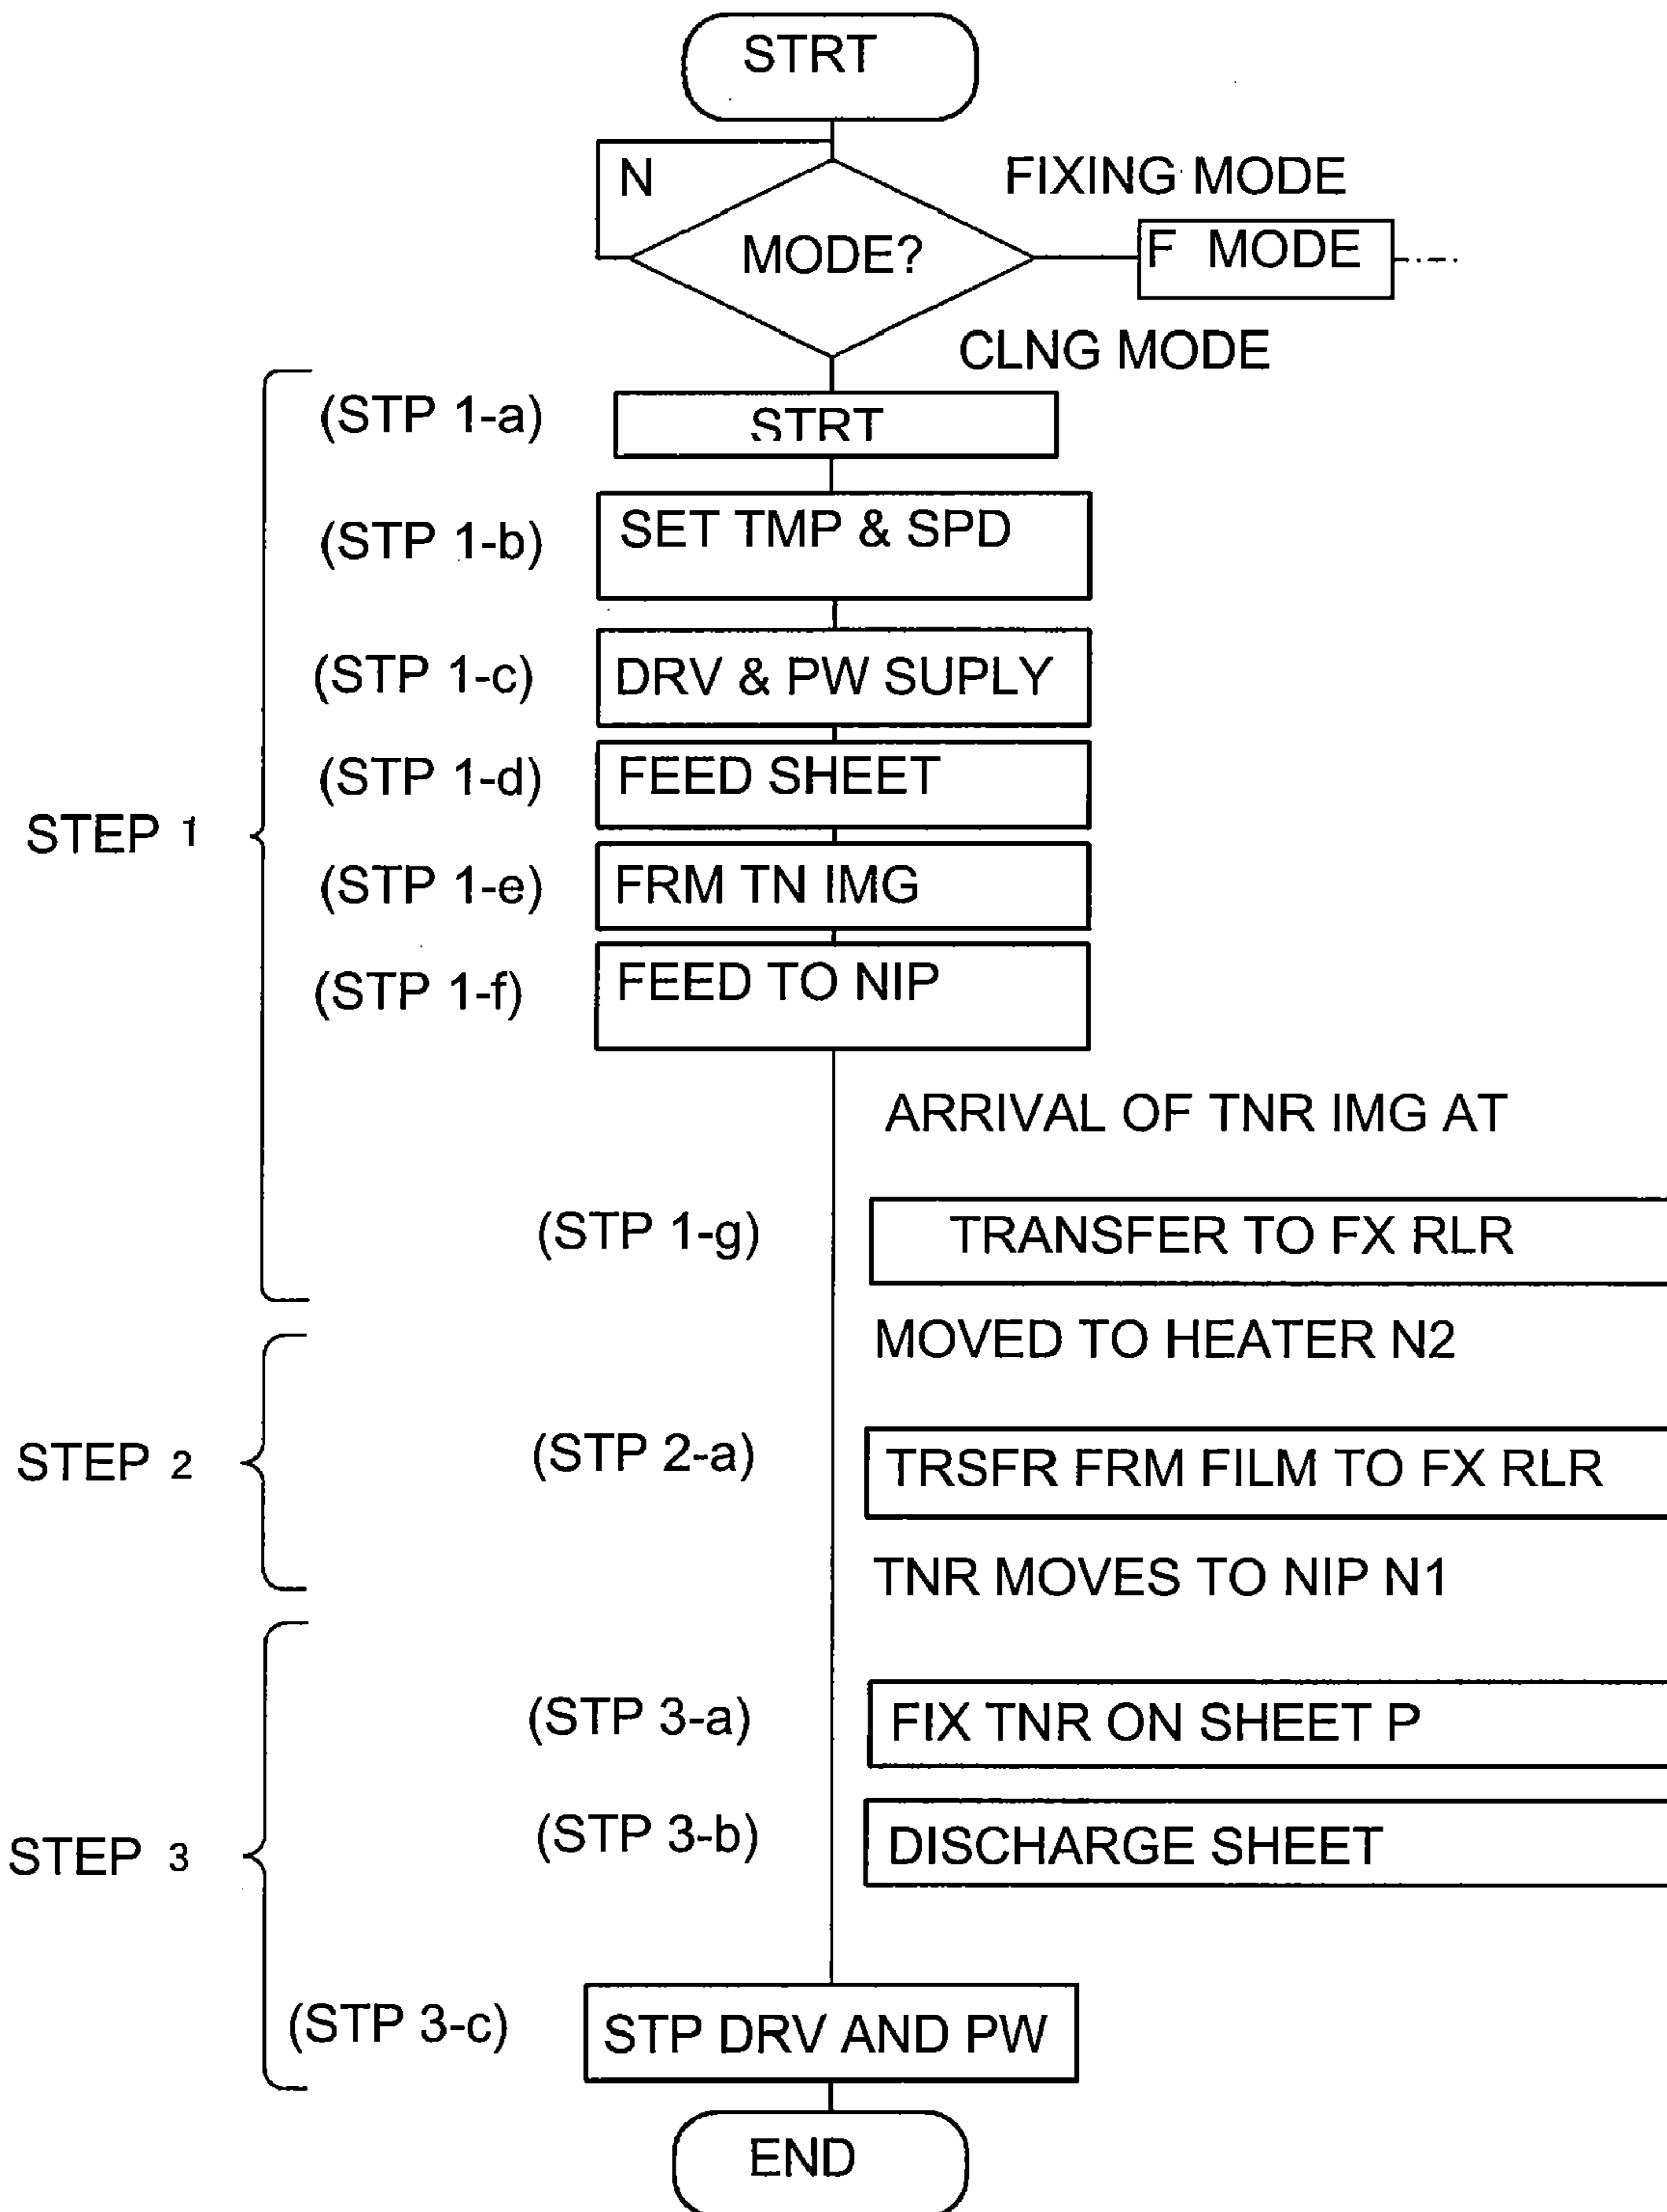 STRT
N
FIXING MODE
MODE?
F MODE
CLNG MODE
(STP 1-a)
STRT
(STP 1-b)
SET TMP & SPD
(STP 1-c)
DRV & PW SUPLY
(STP 1-d)
FEED SHEET
STEP 1
(STP 1-e)
FRM TN IMG
(STP 1-f)
FEED TO NIP
ARRIVAL OF TNR IMG AT
(STP 1-g)
TRANSFER TO FX RLR
MOVED TO HEATER N2
STEP 2
(STP 2-a)
TRSFR FRM FILM TO FX RLR
TNR MOVES TO NIP N1
(STP 3-a)
FIX TNR ON SHEET P
(STP 3-b)
DISCHARGE SHEET
STEP 3
(STP 3-c)
STP DRV AND PW
END